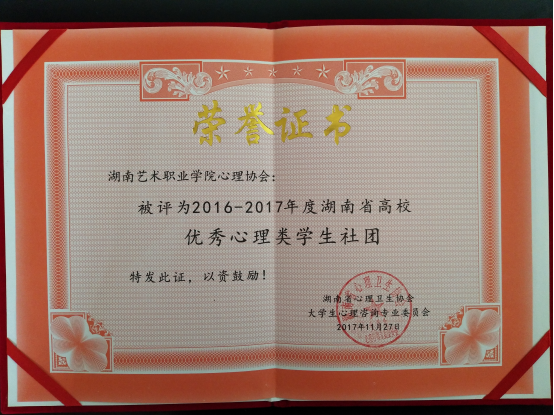 荣誉证书
湖南艺术职业学院心理协会：
被评为2016-2017年度湖南省高校
优秀心理类学生社团
特发此证，以资鼓励！
湖南省心理卫生协会
大学生心理咨询专业委员会
2017年11月27日